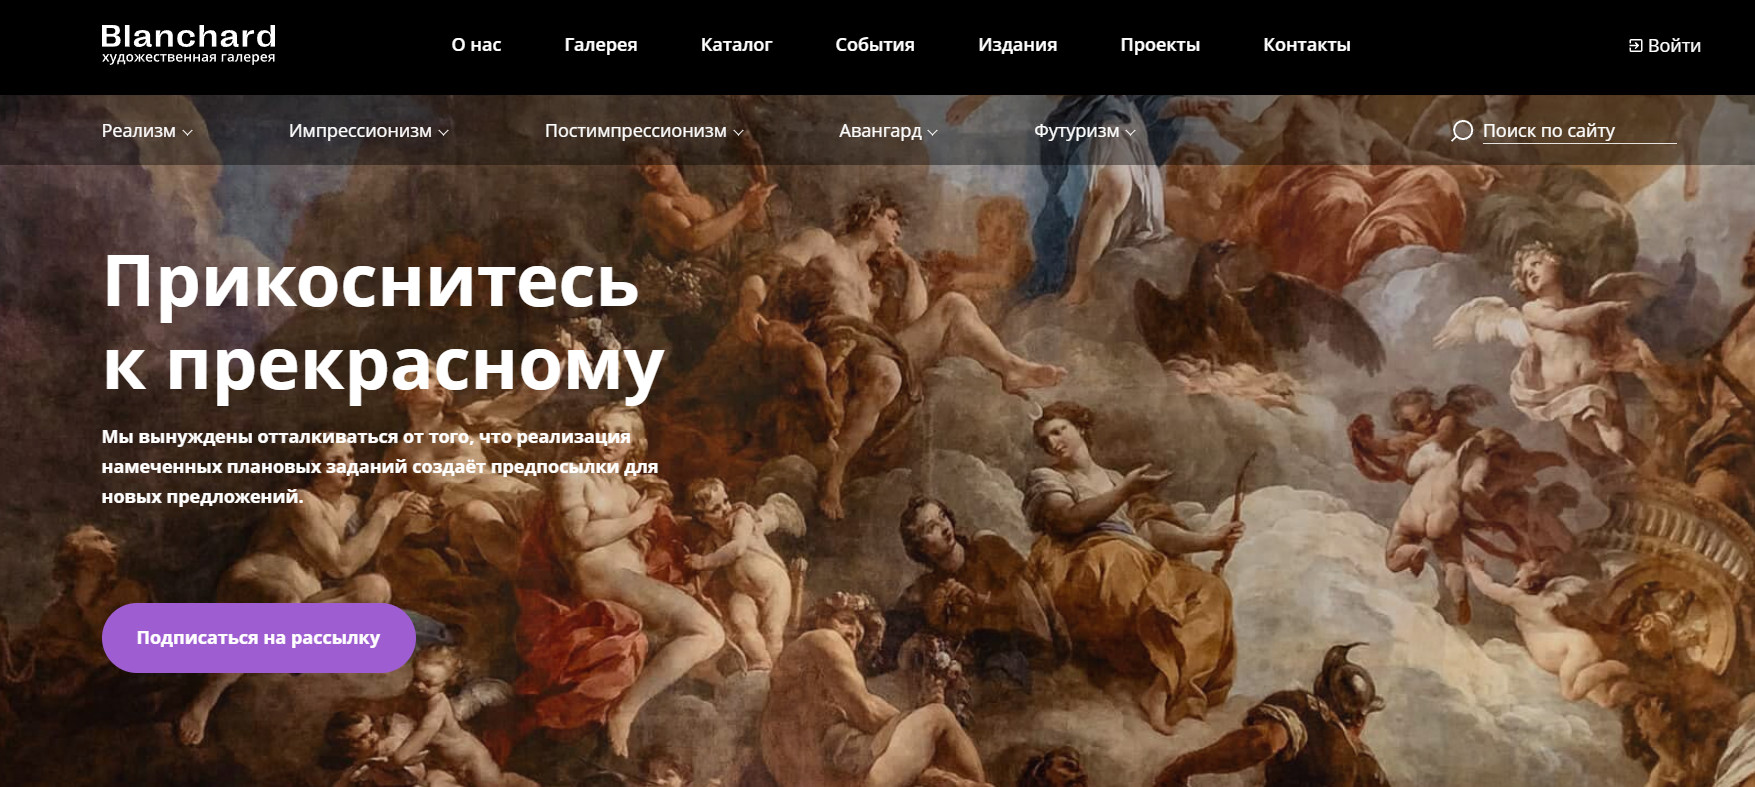 Blanchard
художественная галерея
О нас
Галерея
Каталог
События
Издания
Проекты
Контакты
Войти
Реализм
Импрессионизм
Постимпрессионизм
Авангард
Футуризм
Поиск по сайту
Прикоснитесь
к прекрасному
Мы вынуждены отталкиваться от того, что реализация
намеченных плановых заданий создаёт предпосылки для
новых предложений.
Подписаться на рассылку